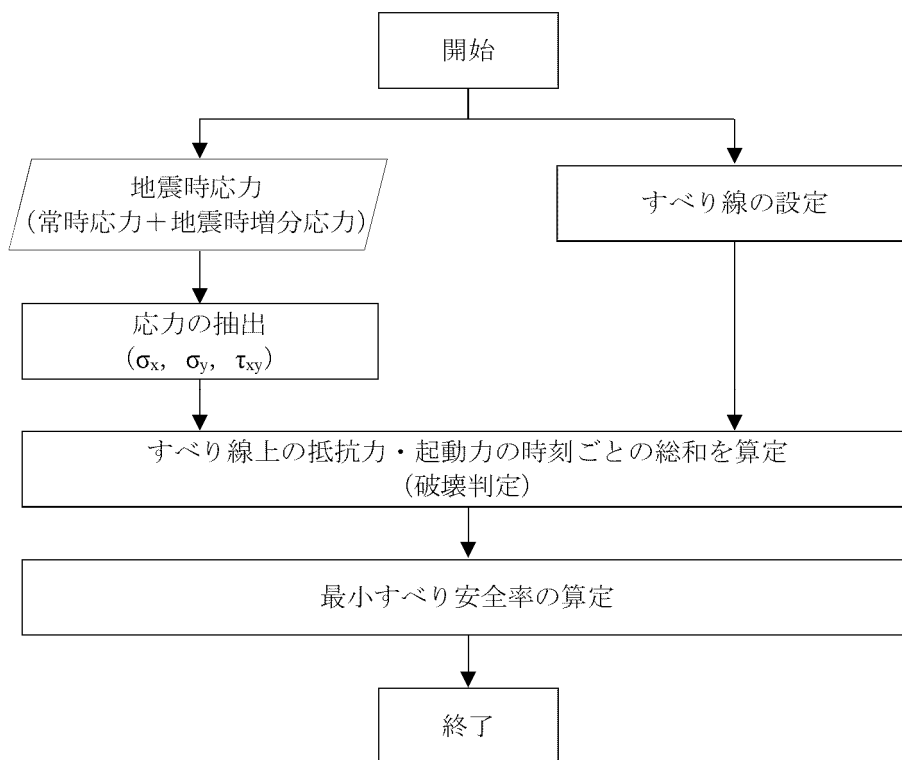 開始
地震時応力
（常時応力＋地震時増分応力）
すべり線の設定
応力の抽出
（σx，σy，τxy）
すべり線上の抵抗力・起動力の時刻ごとの総和を算定
（破壊判定）
最小すべり安全率の算定
終了